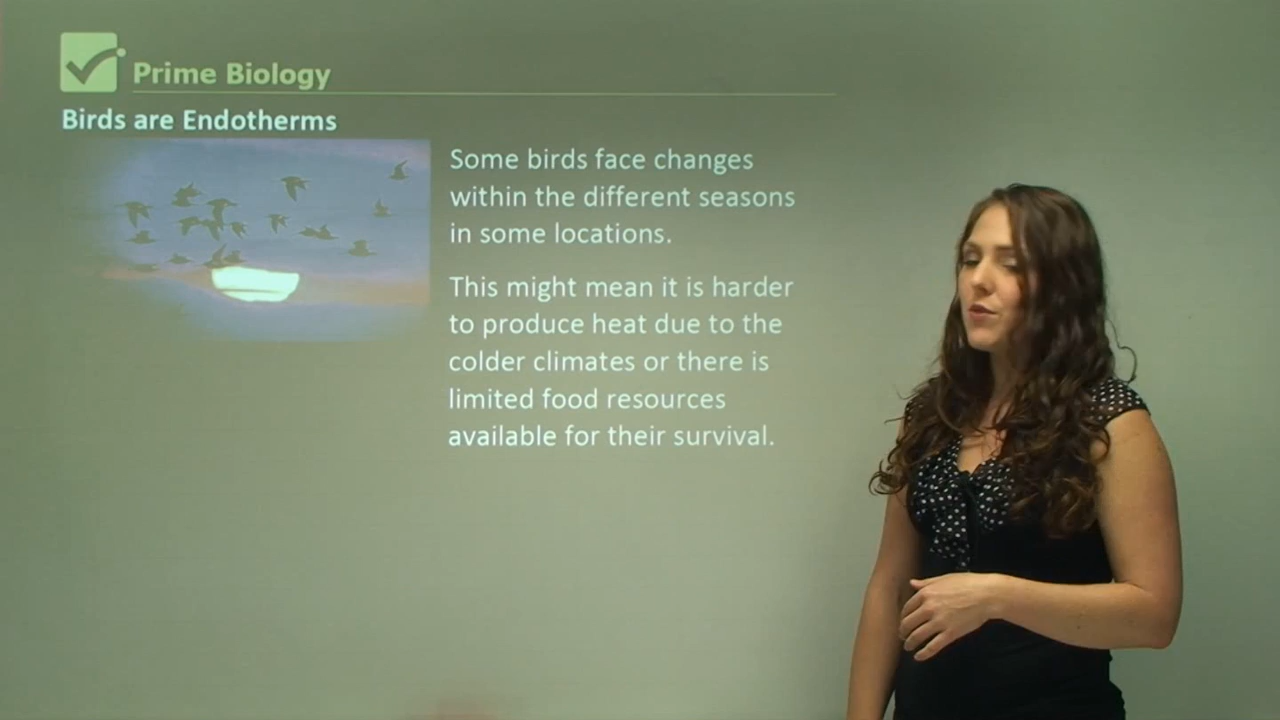 Prime Biology
Birds are Endotherms
Some birds face changes
within the different seasons
in some locations.
This might mean it is harder
to produce heat due to the
colder climates or there is
limited food resources
available for their survival.